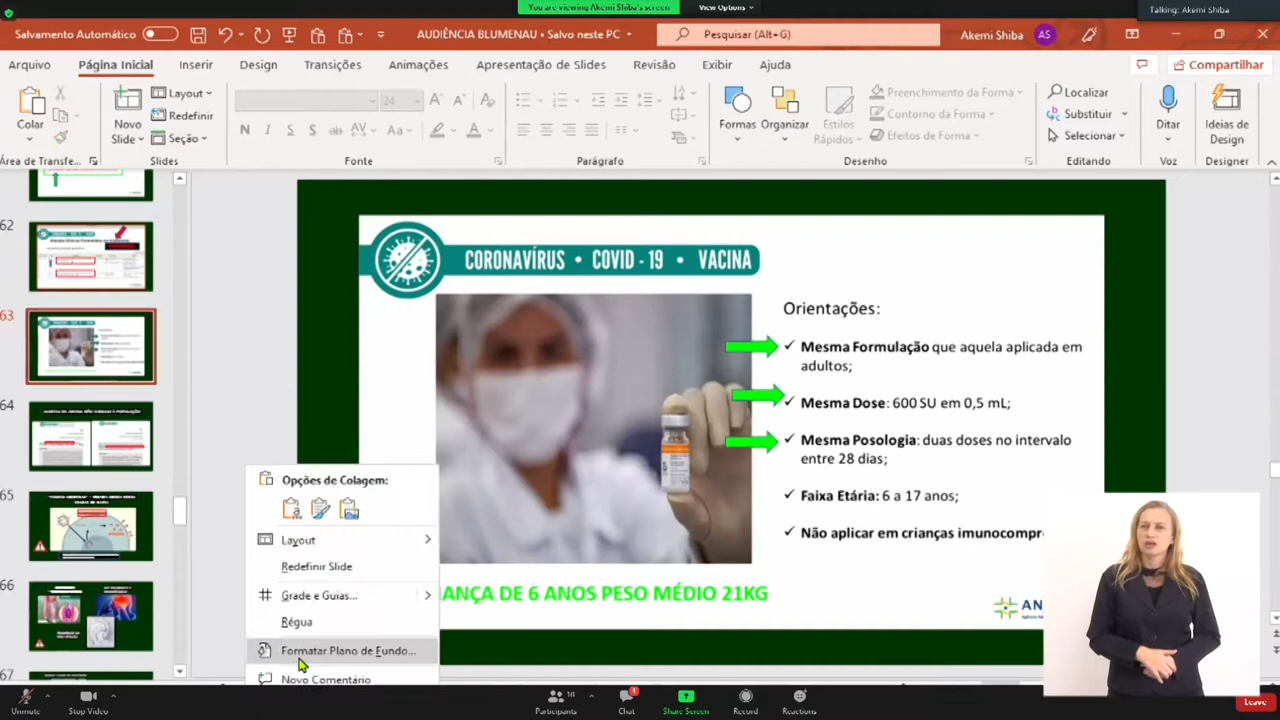 You are viewing Akemi Shiba's screen
View Options
Talking: Akemi Shiba
Salvamento Automático
AUDIÊNCIA BLUMENAU • Salvo neste PC
Pesquisar (Alt+G)
Akemi Shiba
AS
Arquivo
Página Inicial
Inserir
Design
Transições
Animações
Apresentação de Slides
Revisão
Exibir
Ajuda
Compartilhar
Colar
Novo
Slide
Layout
Redefinir
Seção
24
Formas
Organizar
Estilos
Rápidos
Preenchimento da Forma
Contorno da Forma
Efeitos de Forma
Localizar
Substituir
Selecionar
Ditar
Ideias de
Design
Área de Transfe...
Slides
Fonte
Parágrafo
Desenho
Editando
Voz
Designer
62
63
64
65
66
67
CORONAVÍRUS • COVID - 19 • VACINA
Orientações:
Mesma Formulação que aquela aplicada em
adultos;
Mesma Dose: 600 SU em 0,5 mL;
Mesma Posologia: duas doses no intervalo
entre 28 dias;
Faixa Etária: 6 a 17 anos;
Não aplicar em crianças imunocompr
ANÇA DE 6 ANOS PESO MÉDIO 21KG
AN
Opções de Colagem:
Layout
Redefinir Slide
Grade e Guias...
Régua
Formatar Plano de Fundo...
Novo Comentário
Unmute
Stop Video
18
Participants
1
Chat
Share Screen
Record
Reactions
Leave